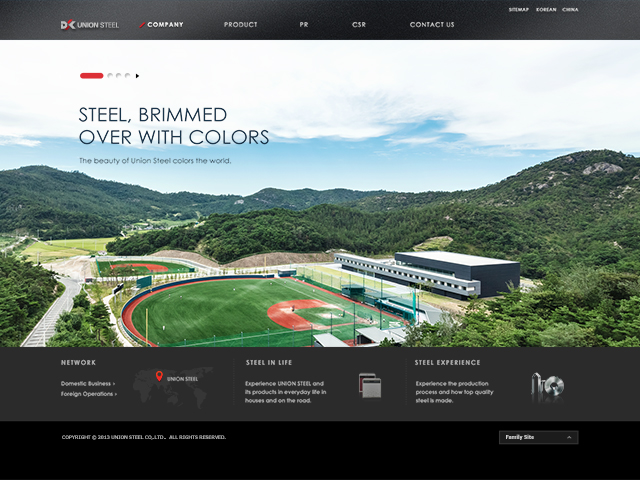 SITEMAP KOREAN CHINA
DK UNION STEEL COMPANY PRODUCT PR CSR CONTACT US
STEEL, BRIMMED
OVER WITH COLORS
The beauty of Union Steel colors the world.
NETWORK
Domestic Business ›
Foreign Operations ›
UNION STEEL
STEEL IN LIFE
Experience UNION STEEL and
its products in everyday life in
houses and on the road.
STEEL EXPERIENCE
Experience the production
process and how top quality
steel is made.
COPYRIGHT © 2013 UNION STEEL CO,.LTD. ALL RIGHTS RESERVED.
Family Site